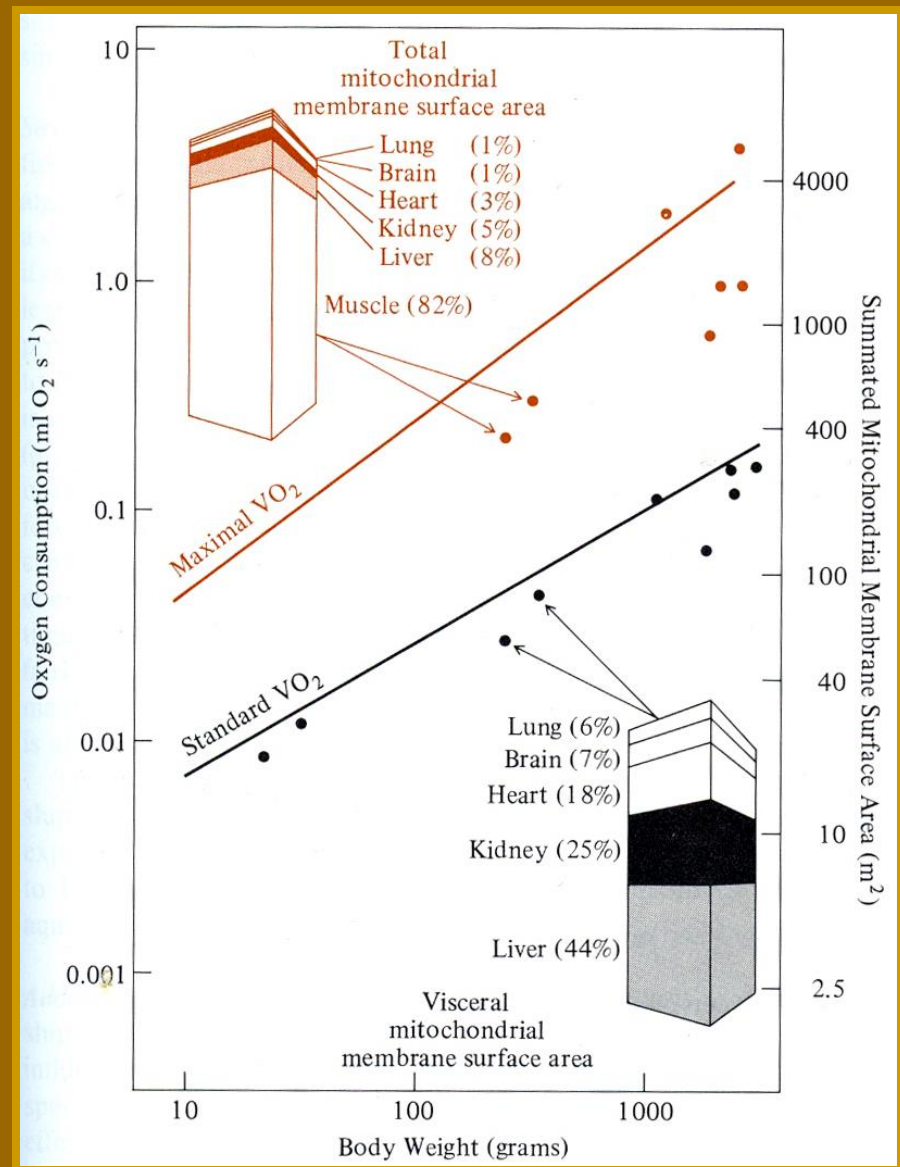 10
1.0
0.1
0.01
0.001
Oxygen Consumption (ml O₂ s⁻¹)
Total
mitochondrial
membrane surface area
Lung (1%)
Brain (1%)
Heart (3%)
Kidney (5%)
Liver (8%)
Muscle (82%)
Maximal VO₂
Standard VO₂
Lung (6%)
Brain (7%)
Heart (18%)
Kidney (25%)
Liver (44%)
Visceral
mitochondrial
membrane surface area
4000
1000
400
100
40
10
2.5
Summated Mitochondrial Membrane Surface Area (m²)
10
100
1000
Body Weight (grams)